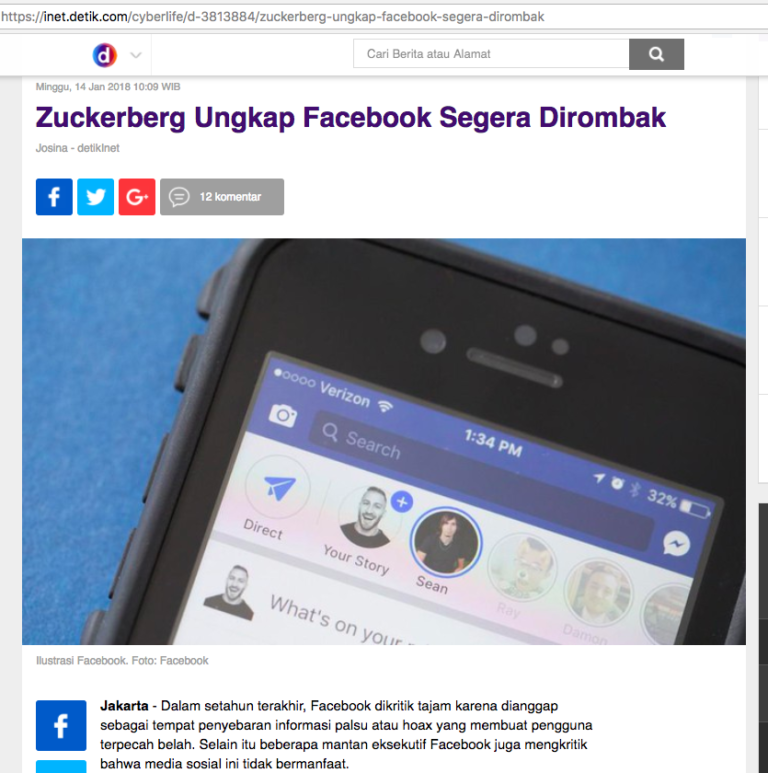 https://inet.detik.com/cyberlife/d-3813884/zuckerberg-ungkap-facebook-segera-dirombak
d
Cari Berita atau Alamat
Minggu, 14 Jan 2018 10:09 WIB
Zuckerberg Ungkap Facebook Segera Dirombak
Josina - detikInet
f
G+
12 komentar
Verizon
1:34 PM
32%
Search
Direct
Your Story
Sean
Ray
Damon
What's on your
Ilustrasi Facebook. Foto: Facebook
f
Jakarta - Dalam setahun terakhir, Facebook dikritik tajam karena dianggap
sebagai tempat penyebaran informasi palsu atau hoax yang membuat pengguna
terpecah belah. Selain itu beberapa mantan eksekutif Facebook juga mengkritik
bahwa media sosial ini tidak bermanfaat.